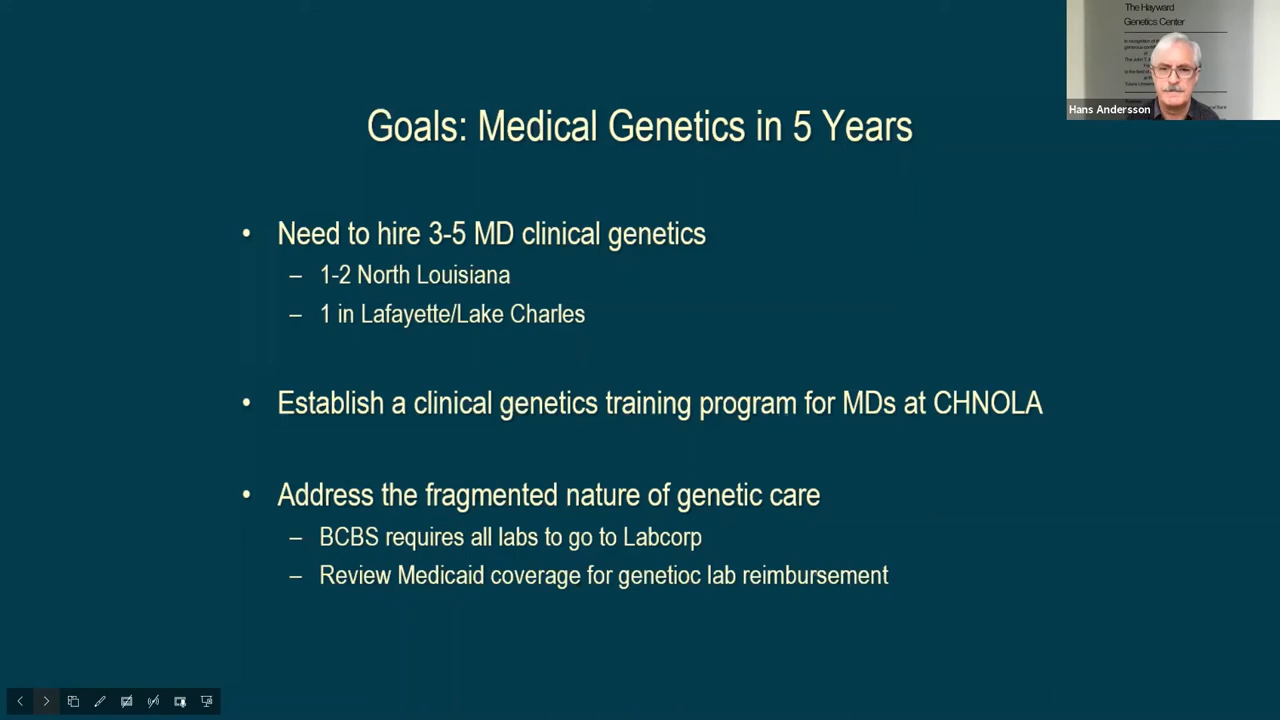 The Hayward
Genetics Center
Hans Andersson
Goals: Medical Genetics in 5 Years
• Need to hire 3-5 MD clinical genetics
– 1-2 North Louisiana
– 1 in Lafayette/Lake Charles
• Establish a clinical genetics training program for MDs at CHNOLA
• Address the fragmented nature of genetic care
– BCBS requires all labs to go to Labcorp
– Review Medicaid coverage for genetioc lab reimbursement